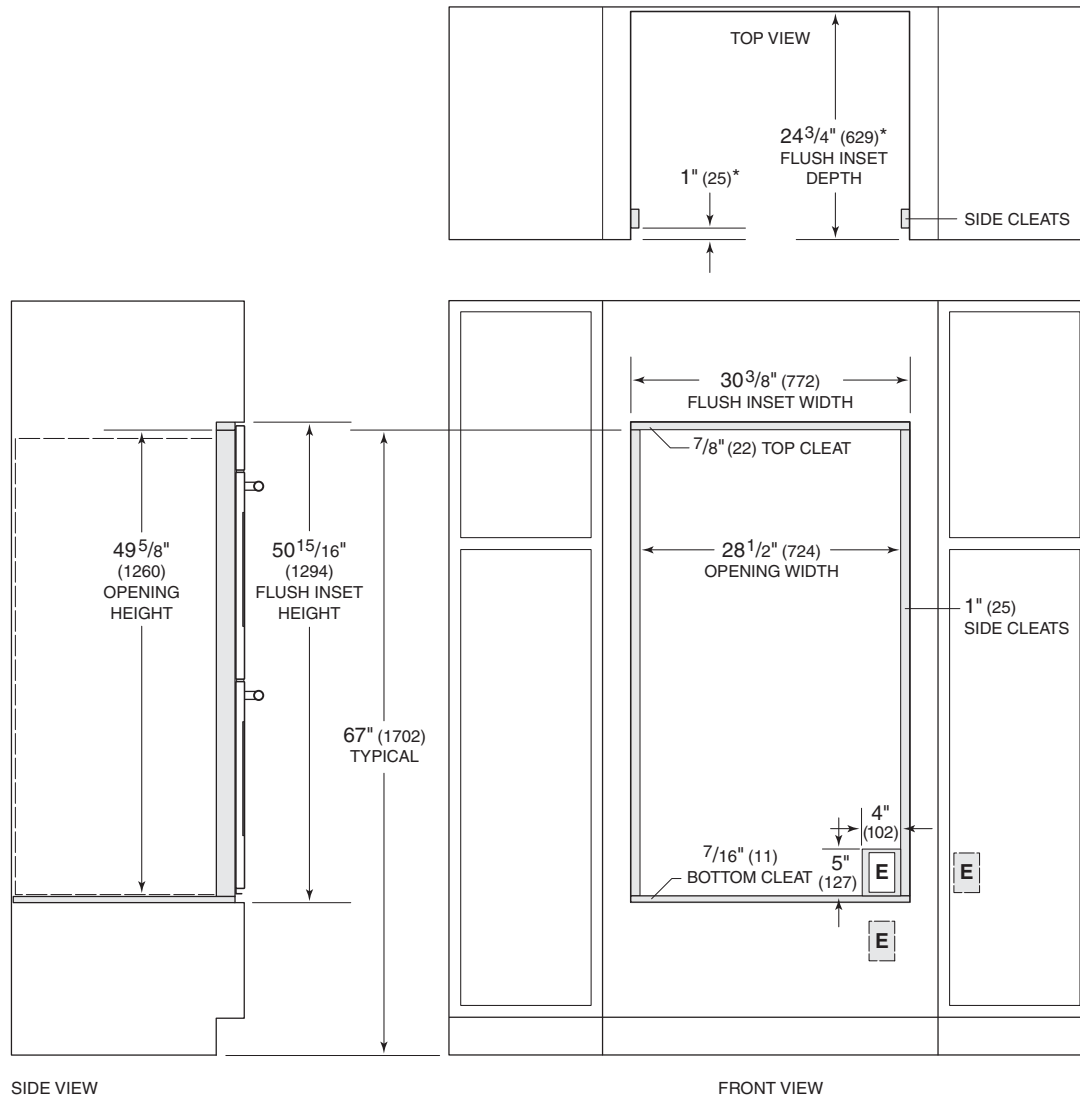 TOP VIEW
24 3/4" (629)*
FLUSH INSET
DEPTH
1" (25)*
SIDE CLEATS
30 3/8" (772)
FLUSH INSET WIDTH
7/8" (22) TOP CLEAT
49 5/8"
(1260)
OPENING
HEIGHT
50 15/16"
(1294)
FLUSH INSET
HEIGHT
28 1/2" (724)
OPENING WIDTH
1" (25)
SIDE CLEATS
67" (1702)
TYPICAL
4"
(102)
7/16" (11)
BOTTOM CLEAT
5"
(127)
E
E
E
SIDE VIEW
FRONT VIEW